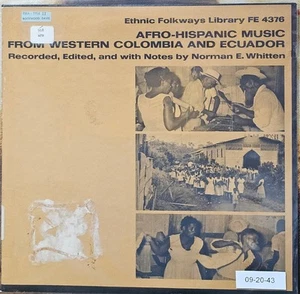 Ethnic Folkways Library FE 4376
AFRO-HISPANIC MUSIC
FROM WESTERN COLOMBIA AND ECUADOR
Recorded, Edited, and with Notes by Norman E. Whitten
09-20-43